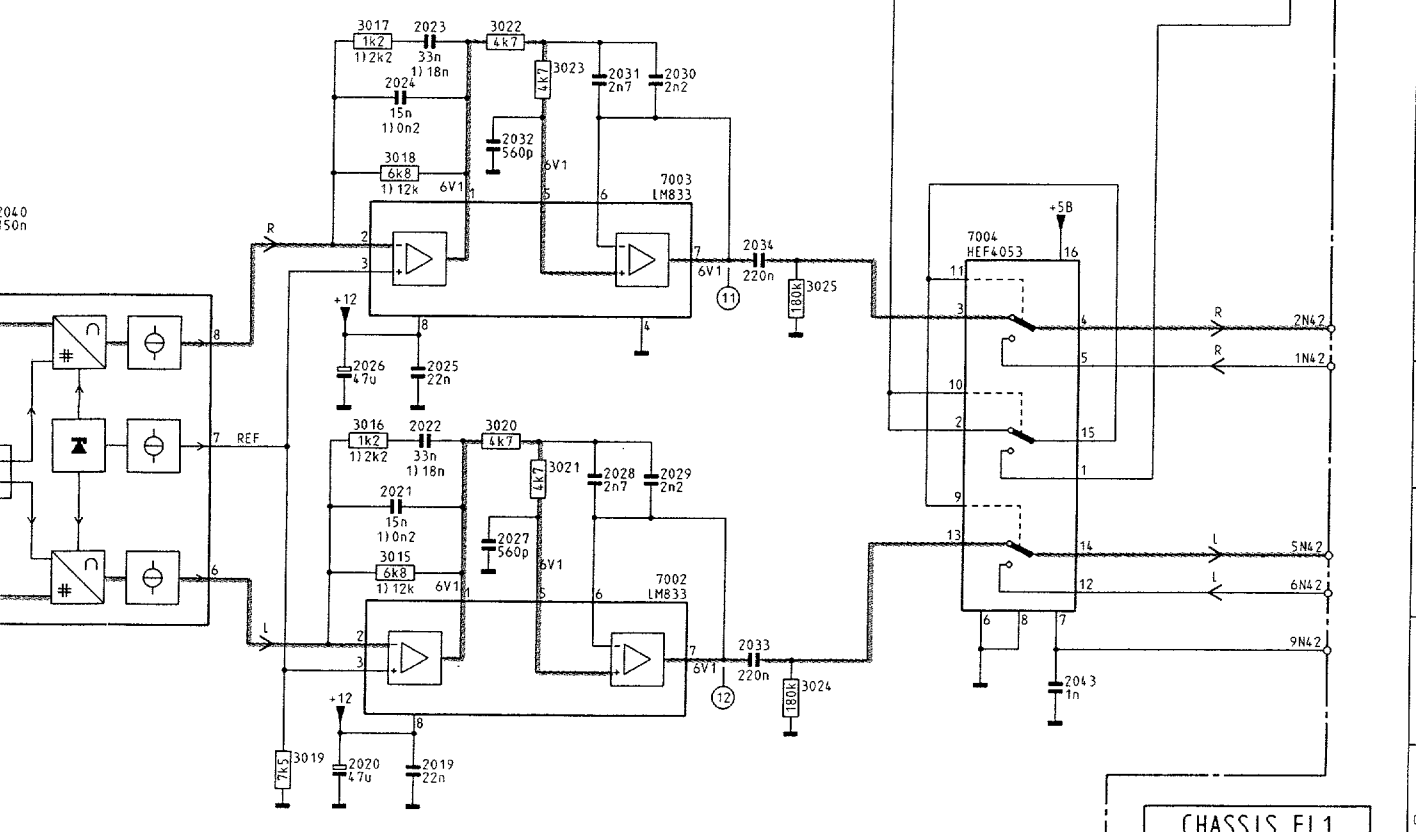 3017
1k2
1)2k2
2023
33n
1)18n
3022
4k7
3023
4k7
2031
2n7
2030
2n2
2024
15n
1)0n2
2032
560p
3018
6k8
1)12k
6V1
1
6V1
5
6
7003
LM833
2040
R
2
3
-
+
-
+
7
6V1
11
2034
220n
3025
180k
+12
8
4
2026
47u
2025
22n
8
7
REF
6
#
#
3016
1k2
1)2k2
2022
33n
1)18n
3020
4k7
3021
4k7
2028
2n7
2029
2n2
2021
15n
1)0n2
2027
560p
3015
6k8
1)12k
6V1
1
6V1
5
6
7002
LM833
L
2
3
-
+
-
+
7
6V1
12
2033
220n
3024
180k
+12
8
3019
7k5
2020
47u
2019
22n
+5B
7004
HEF4053
16
11
3
4
R
2N42
5
R
1N42
10
2
15
1
9
13
14
L
5N42
12
L
6N42
6
8
7
9N42
2043
1n
CHASSIS EL1